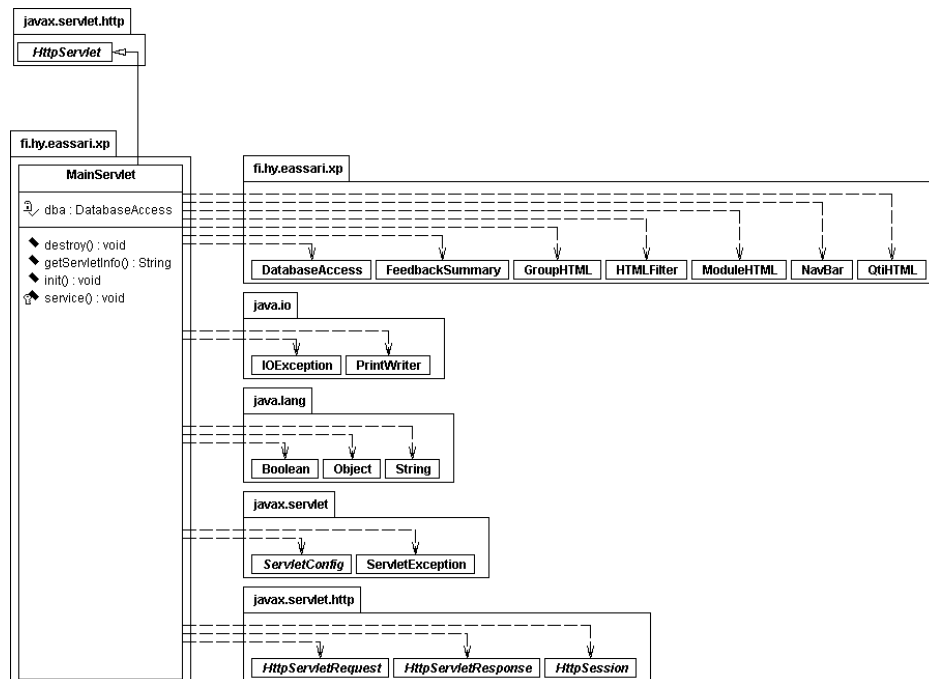 javax.servlet.http
HttpServlet
fi.hy.eassari.xp
MainServlet
dba : DatabaseAccess
destroy() : void
getServletInfo() : String
init() : void
service() : void
fi.hy.eassari.xp
DatabaseAccess FeedbackSummary GroupHTML HTMLFilter ModuleHTML NavBar QtiHTML
java.io
IOException PrintWriter
java.lang
Boolean Object String
javax.servlet
ServletConfig ServletException
javax.servlet.http
HttpServletRequest HttpServletResponse HttpSession